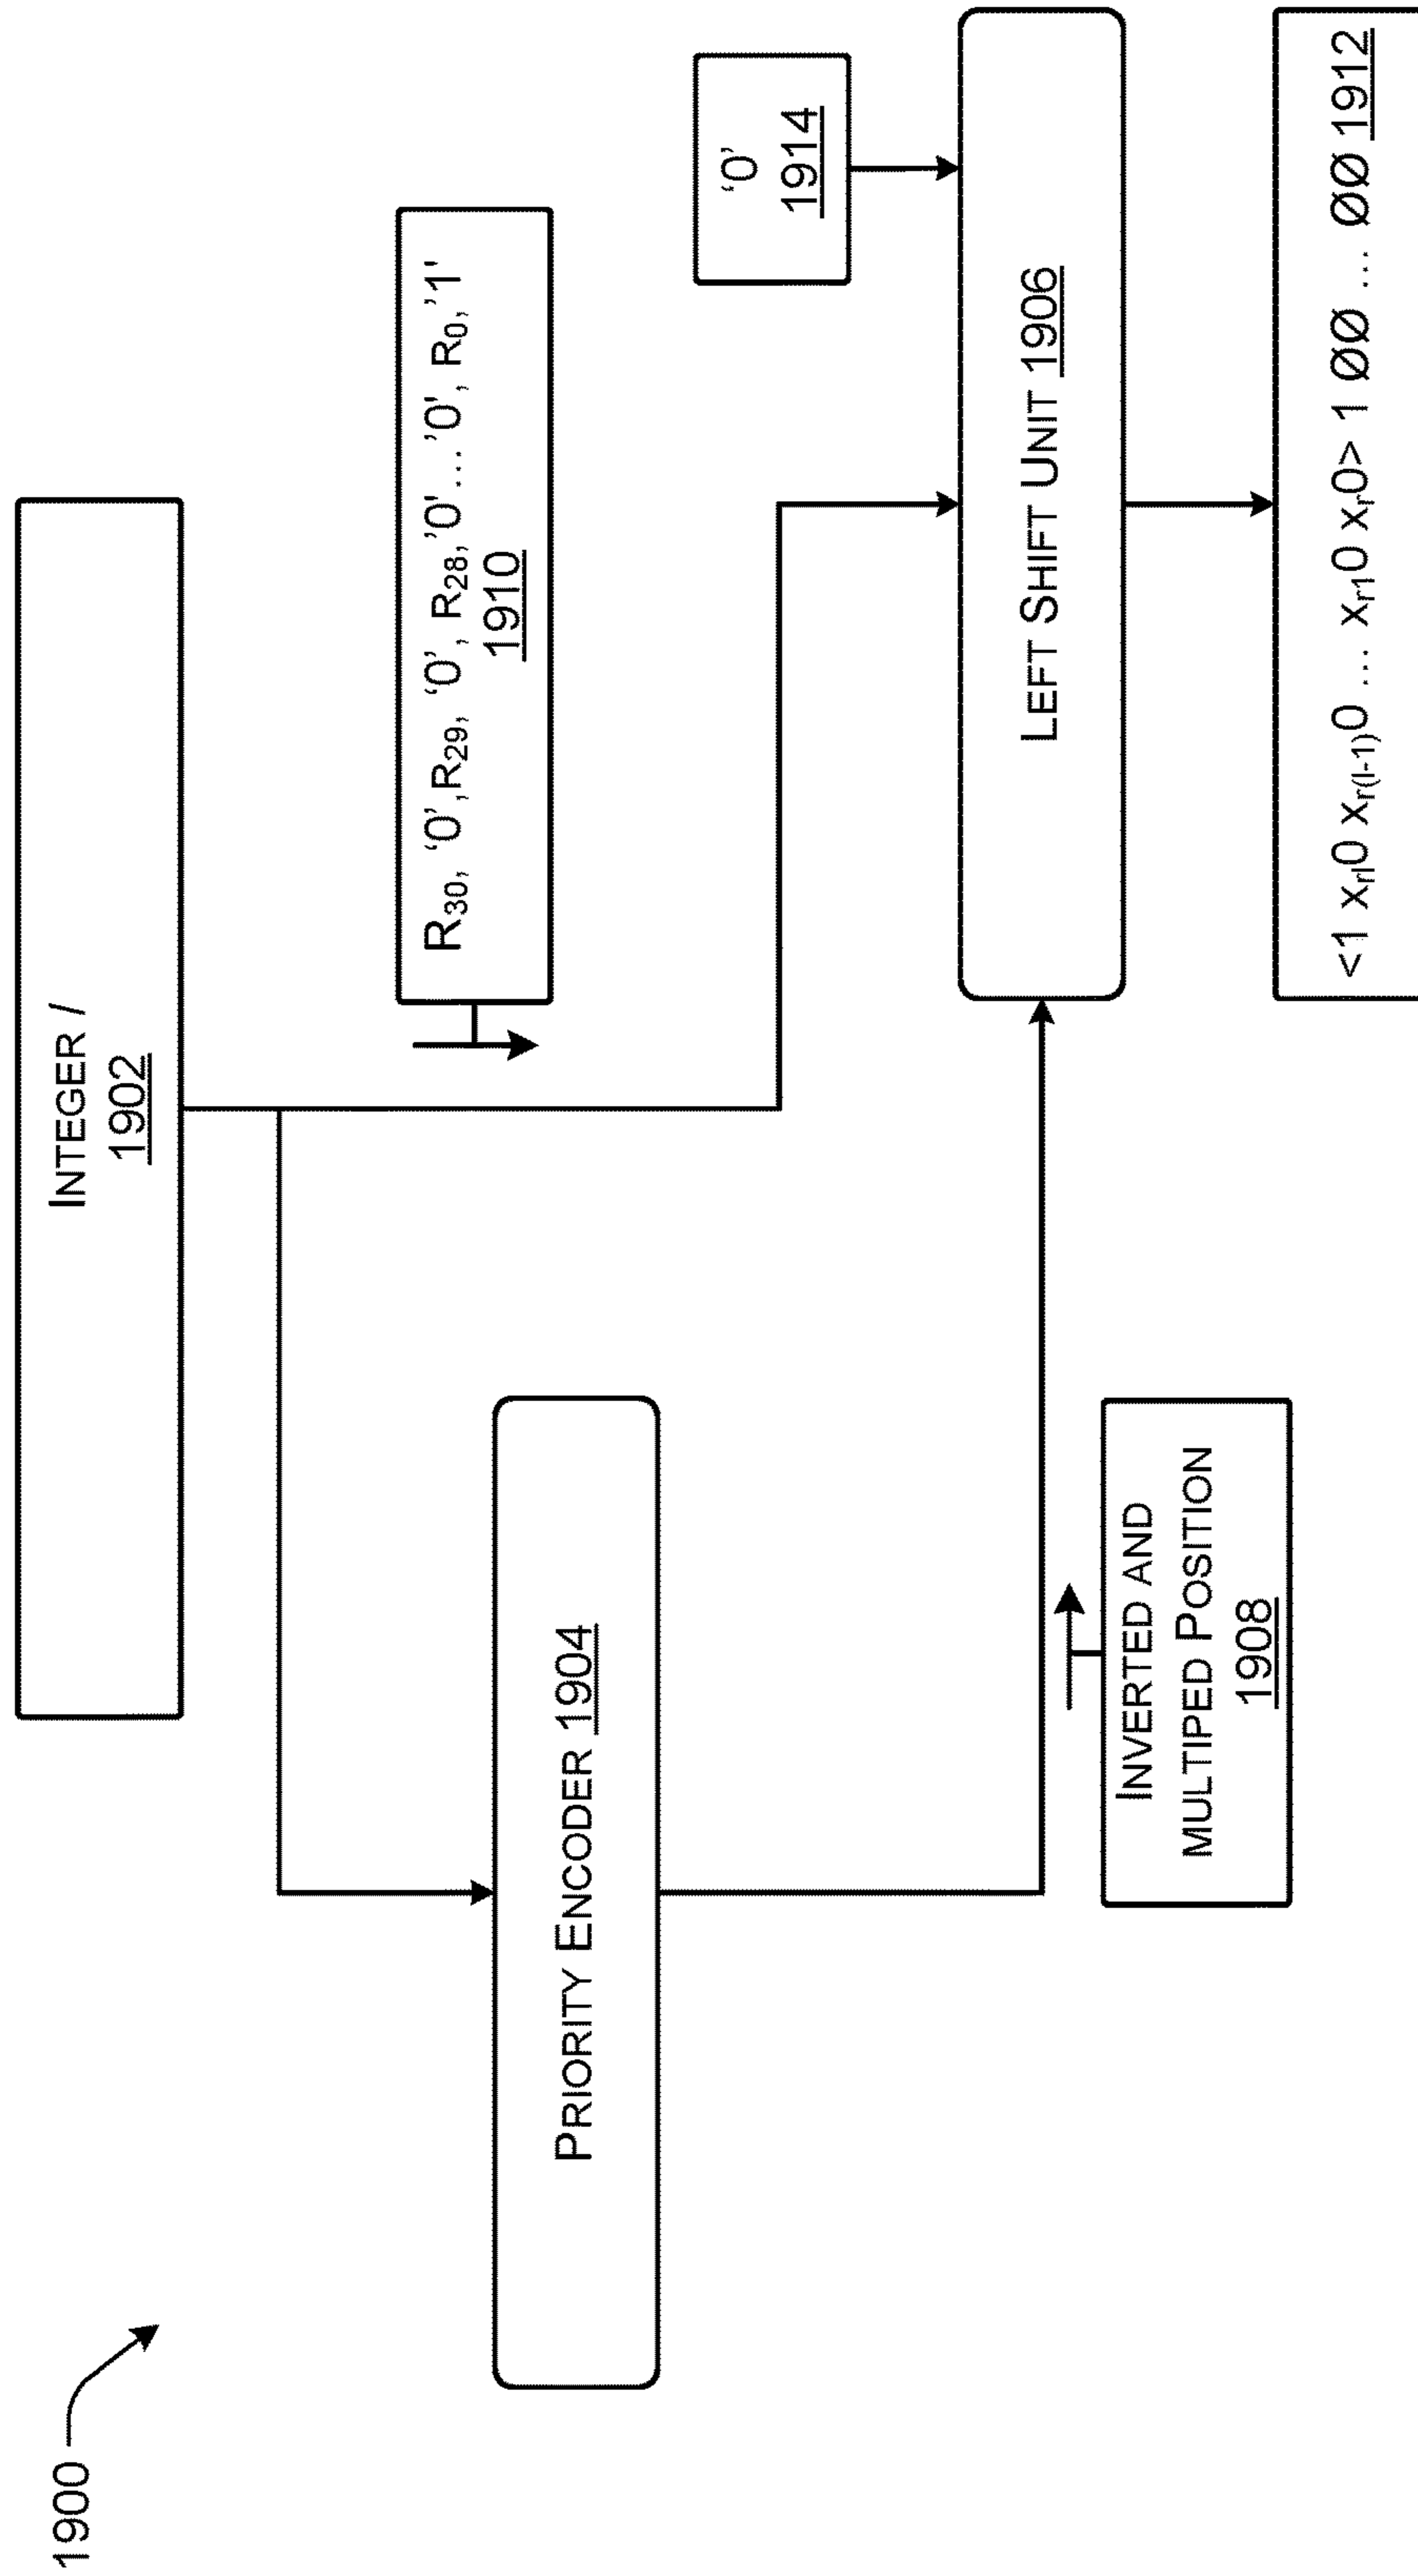 1900
INTEGER I
1902
R30, ‘0’,R29, ‘0’, R28,’0’…’0’, R0,’1'
1910
‘0’
1914
PRIORITY ENCODER 1904
LEFT SHIFT UNIT 1906
INVERTED AND
MULTIPED POSITION
1908
<1 xrl0 xr(l-1)0 … xr10 xr0> 1 ØØ … ØØ 1912